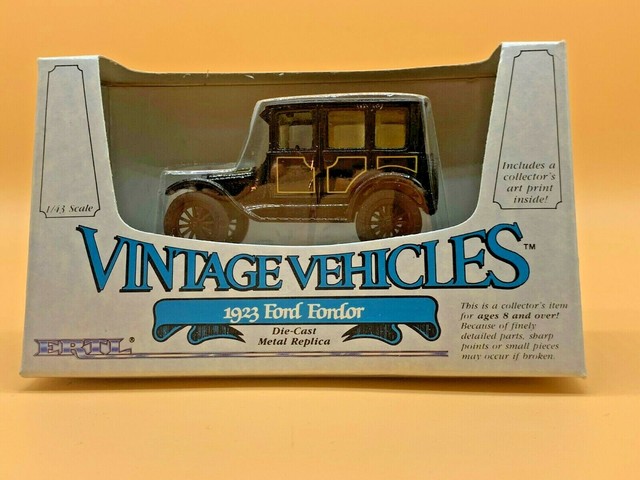 1/43 Scale
Includes a
collector's
art print
inside!
VINTAGE VEHICLES™
1923 Ford Fordor
Die-Cast
Metal Replica
ERTL®
This is a collector's item
for ages 8 and over!
Because of finely
detailed parts, sharp
points or small pieces
may occur if broken.